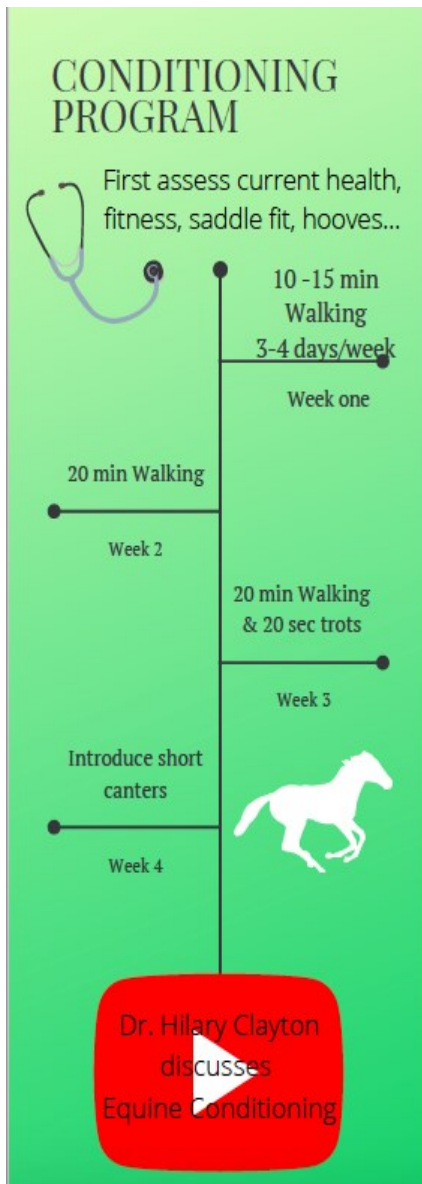 CONDITIONING
PROGRAM
First assess current health,
fitness, saddle fit, hooves...
10 -15 min
Walking
3-4 days/week
Week one
20 min Walking
Week 2
20 min Walking
& 20 sec trots
Week 3
Introduce short
canters
Week 4
Dr. Hilary Clayton
discusses
Equine Conditioning